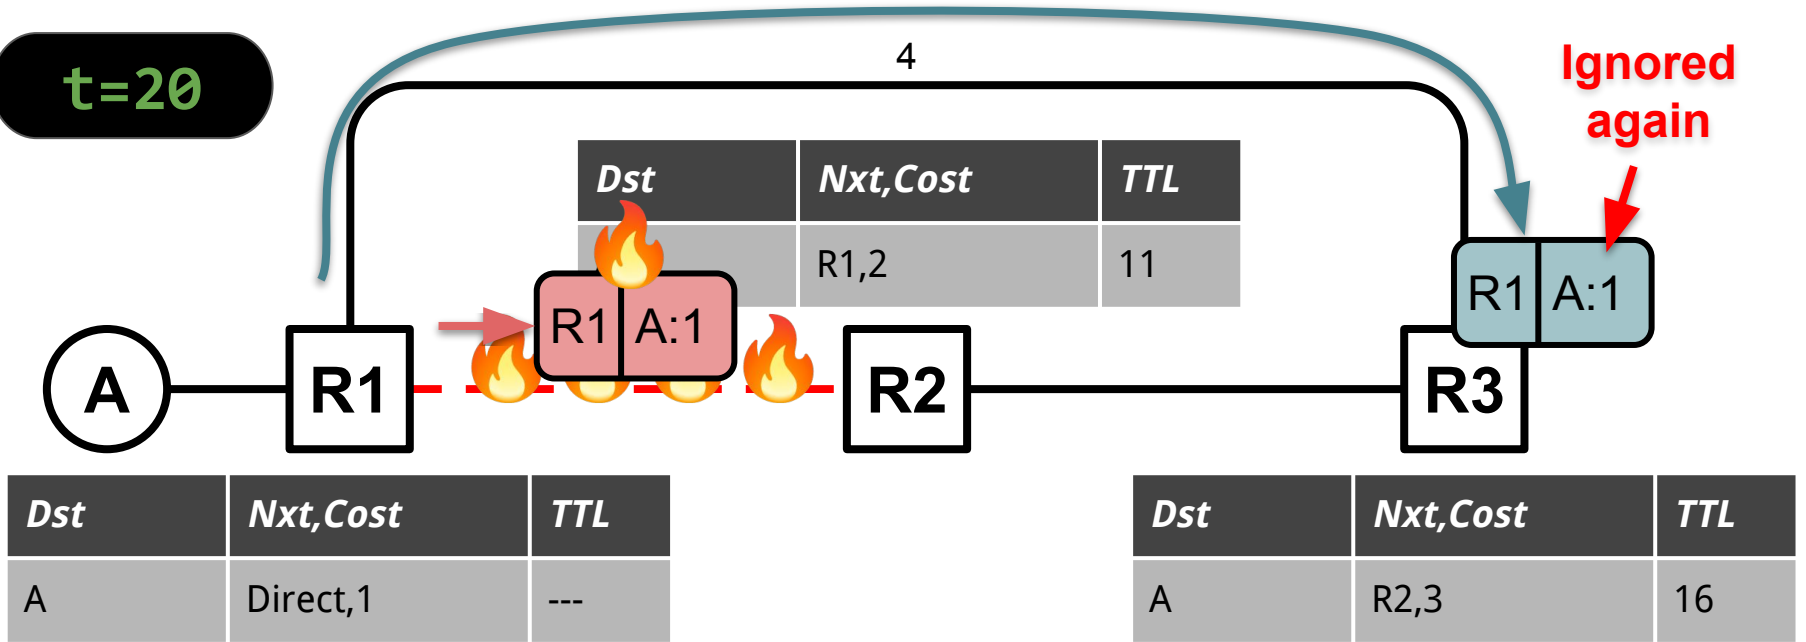 t=20
4
Ignored
again
Dst Nxt,Cost TTL
R1,2 11
R1 A:1
R1 A:1
A R1 R2 R3
Dst Nxt,Cost TTL
A Direct,1 ---
Dst Nxt,Cost TTL
A R2,3 16